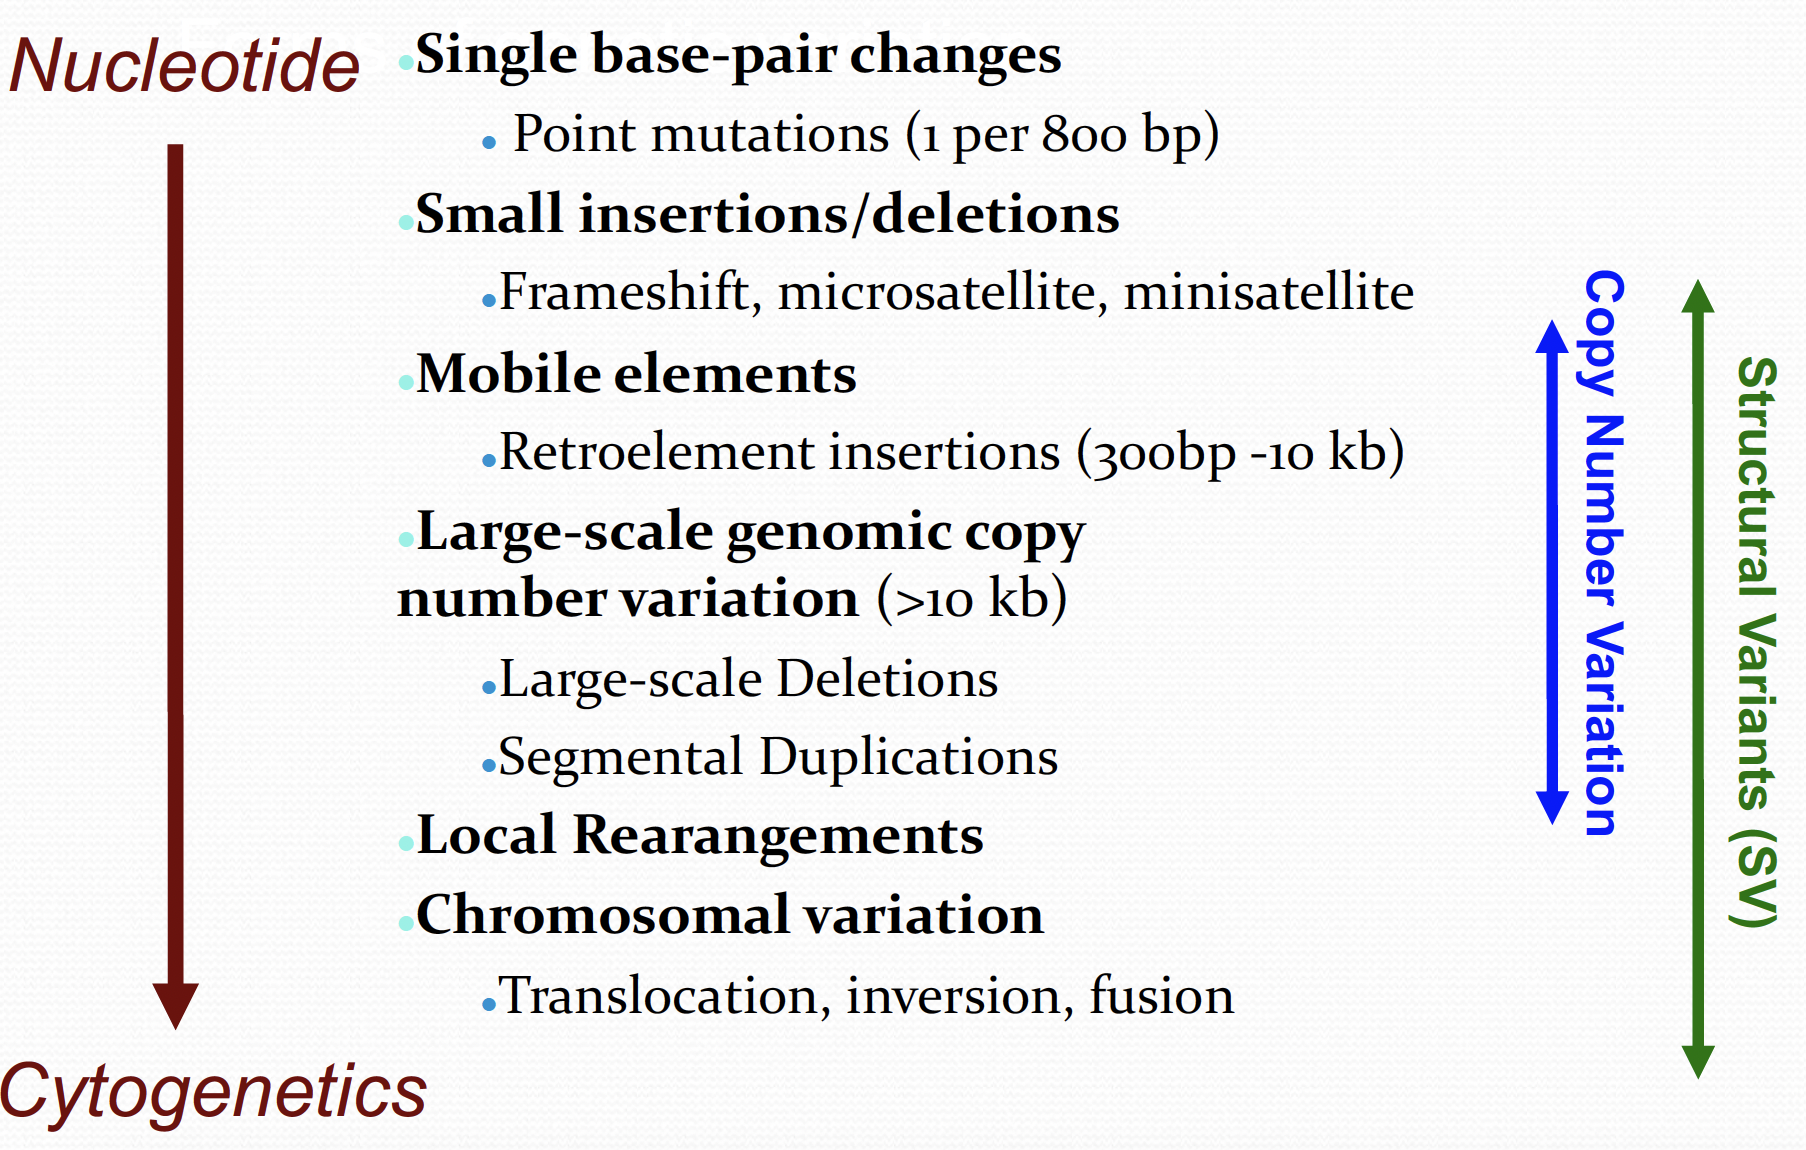 Nucleotide
Single base-pair changes
Point mutations (1 per 800 bp)
Small insertions/deletions
Frameshift, microsatellite, minisatellite
Mobile elements
Retroelement insertions (300bp -10 kb)
Large-scale genomic copy
number variation (>10 kb)
Large-scale Deletions
Segmental Duplications
Local Rearangements
Chromosomal variation
Translocation, inversion, fusion
Cytogenetics
Copy Number Variation
Structural Variants (SV)